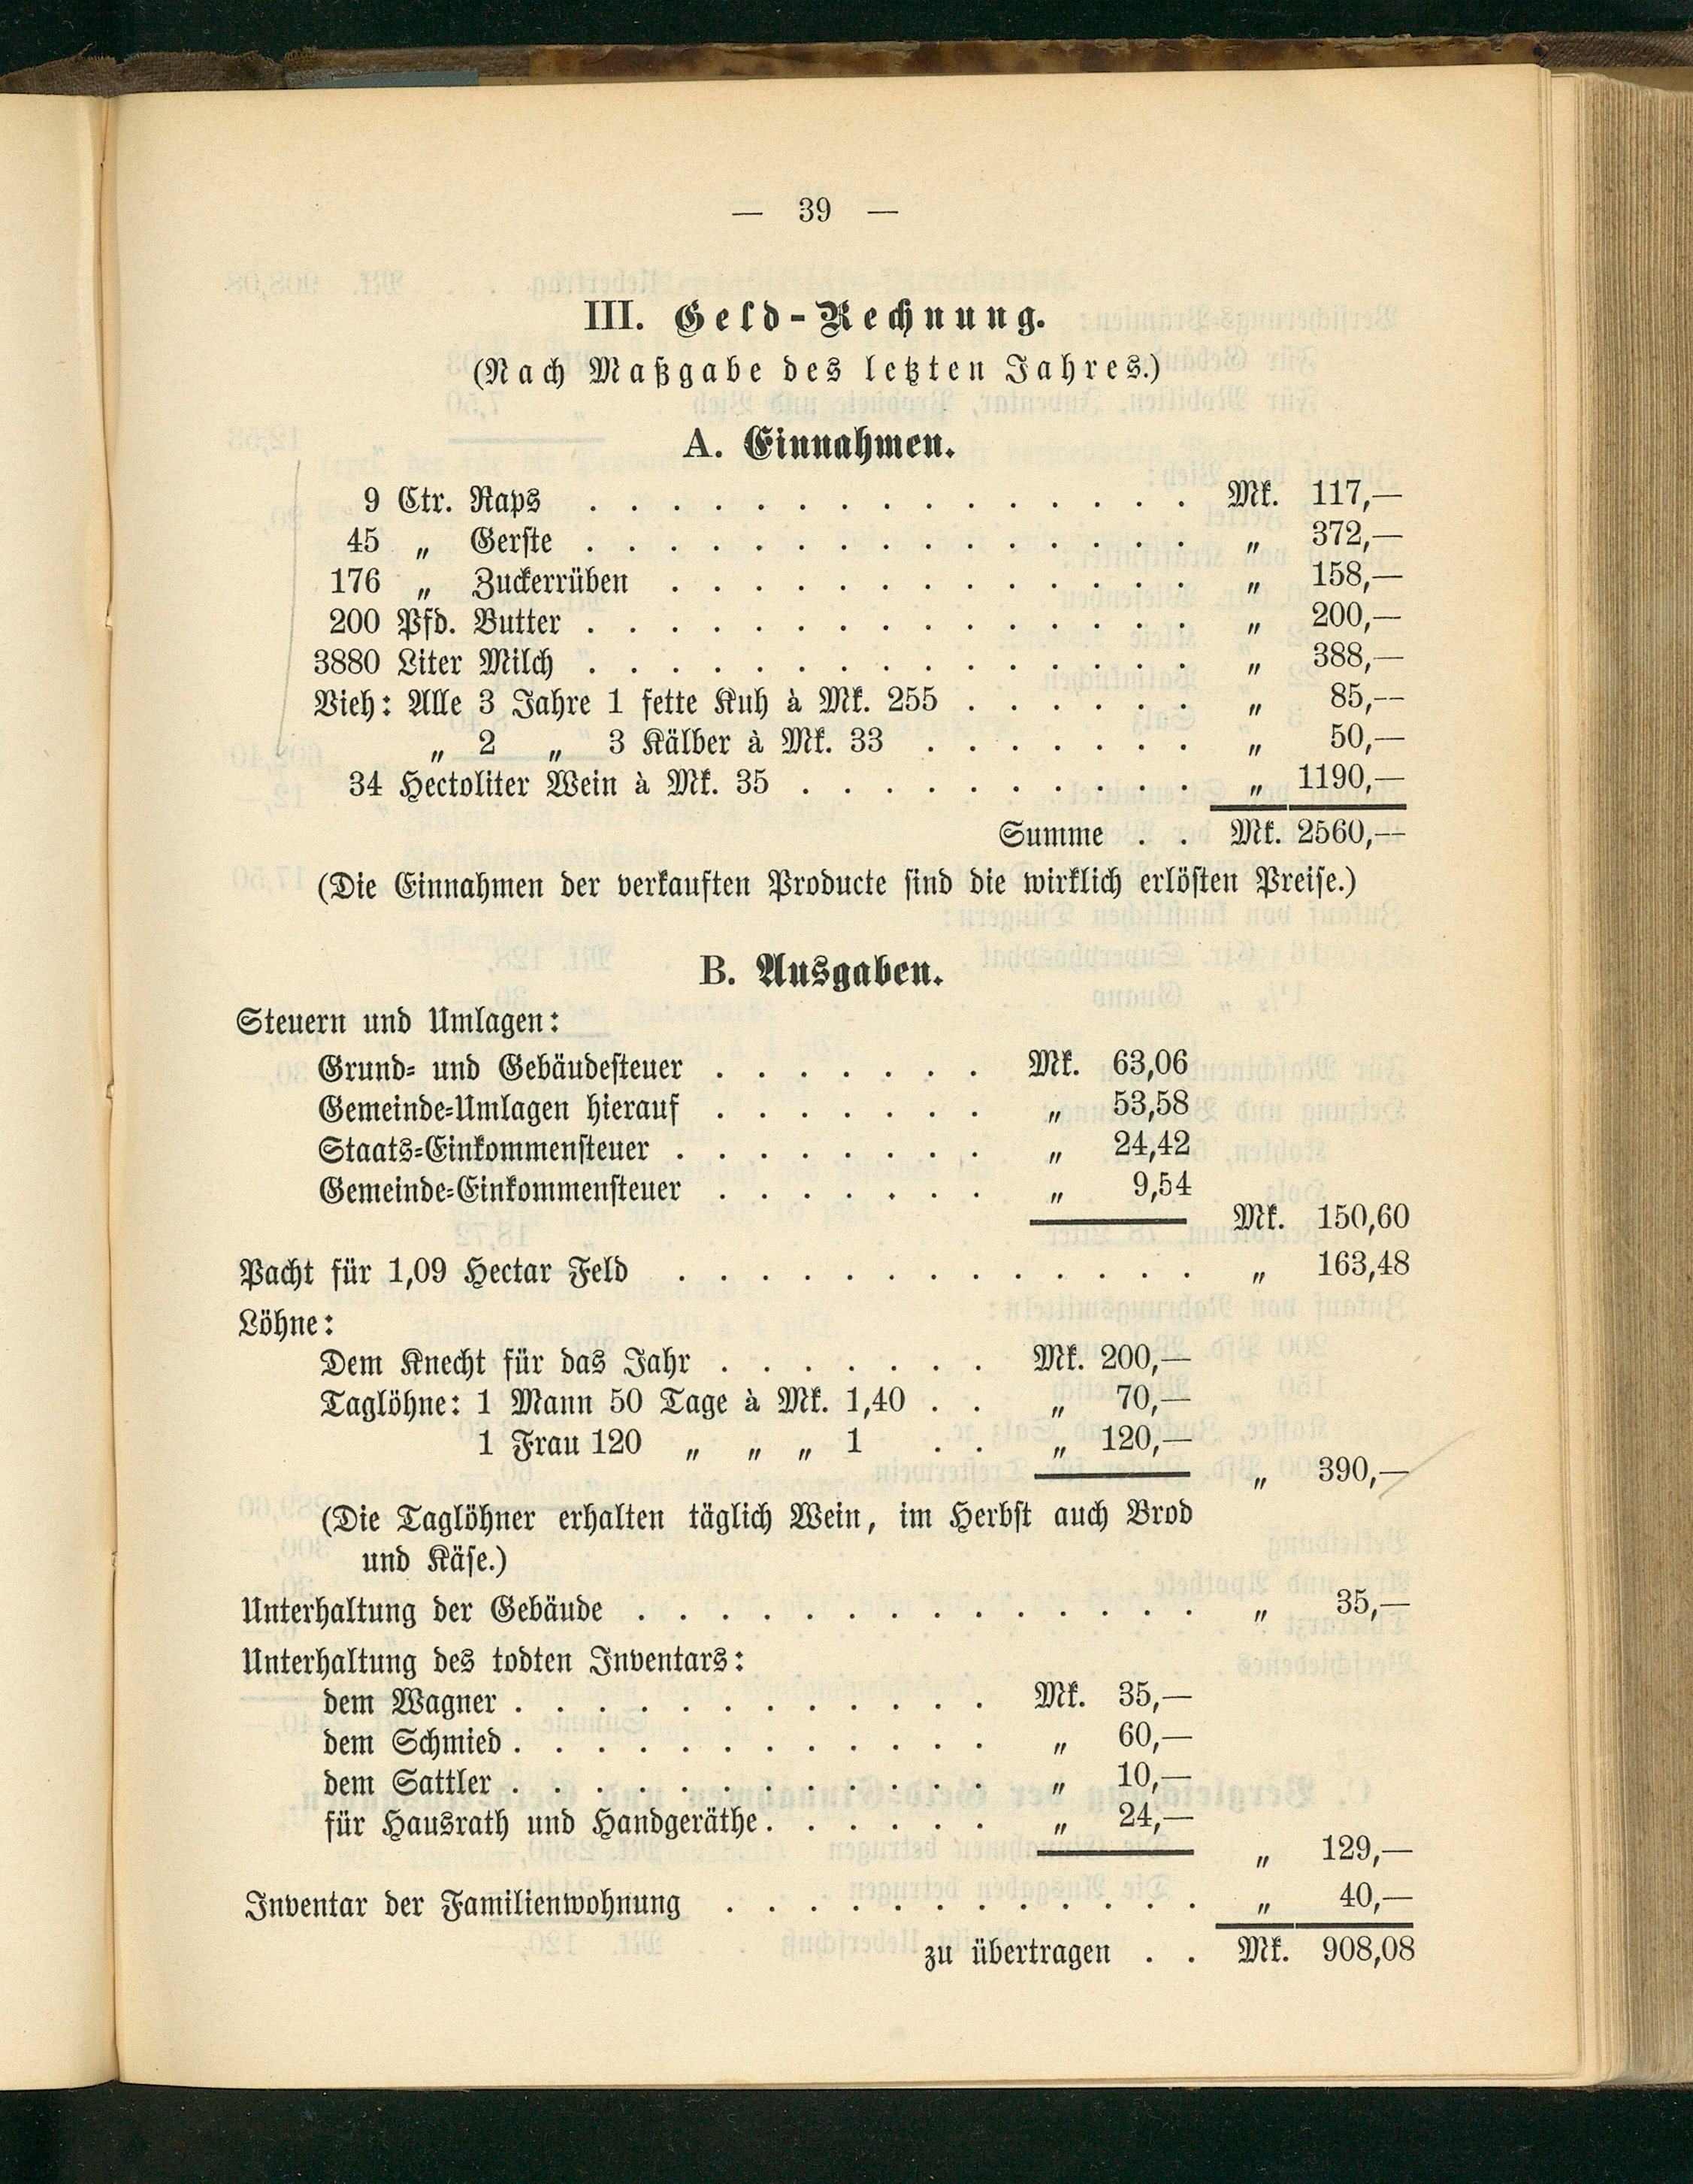 — 39 —
III. Geld-Rechnung.
(Nach Maßgabe des letzten Jahres.)
A. Einnahmen.
9 Ctr. Raps . . . . . . . . . . . . . . . Mk. 117,—
45 „ Gerste . . . . . . . . . . . . . . . „ 372,—
176 „ Zuckerrüben . . . . . . . . . . . . . „ 158,—
200 Pfd. Butter . . . . . . . . . . . . . . . „ 200,—
3880 Liter Milch . . . . . . . . . . . . . . . „ 388,—
Vieh: Alle 3 Jahre 1 fette Kuh à Mk. 255 . . . . . . „ 85,—
„ 2 „ 3 Kälber à Mk. 33 . . . . . . . „ 50,—
34 Hectoliter Wein à Mk. 35 . . . . . . . . . . „ 1190,—
Summe . . Mk. 2560,—
(Die Einnahmen der verkauften Producte sind die wirklich erlösten Preise.)
B. Ausgaben.
Steuern und Umlagen:
Grund- und Gebäudesteuer . . . . . . . Mk. 63,06
Gemeinde-Umlagen hierauf . . . . . . . „ 53,58
Staats-Einkommensteuer . . . . . . . . „ 24,42
Gemeinde-Einkommensteuer . . . . . . . „ 9,54
Mk. 150,60
Pacht für 1,09 Hectar Feld . . . . . . . . . . . . . „ 163,48
Löhne:
Dem Knecht für das Jahr . . . . . . . Mk. 200,—
Taglöhne: 1 Mann 50 Tage à Mk. 1,40 . . „ 70,—
1 Frau 120 „ „ „ 1 . . „ 120,—
„ 390,—
(Die Taglöhner erhalten täglich Wein, im Herbst auch Brod
und Käse.)
Unterhaltung der Gebäude . . . . . . . . . . . . . . „ 35,—
Unterhaltung des todten Inventars:
dem Wagner . . . . . . . . . . . . Mk. 35,—
dem Schmied . . . . . . . . . . . . „ 60,—
dem Sattler . . . . . . . . . . . . „ 10,—
für Hausrath und Handgeräthe . . . . . . „ 24,—
„ 129,—
Inventar der Familienwohnung . . . . . . . . . . . . „ 40,—
zu übertragen . . Mk. 908,08